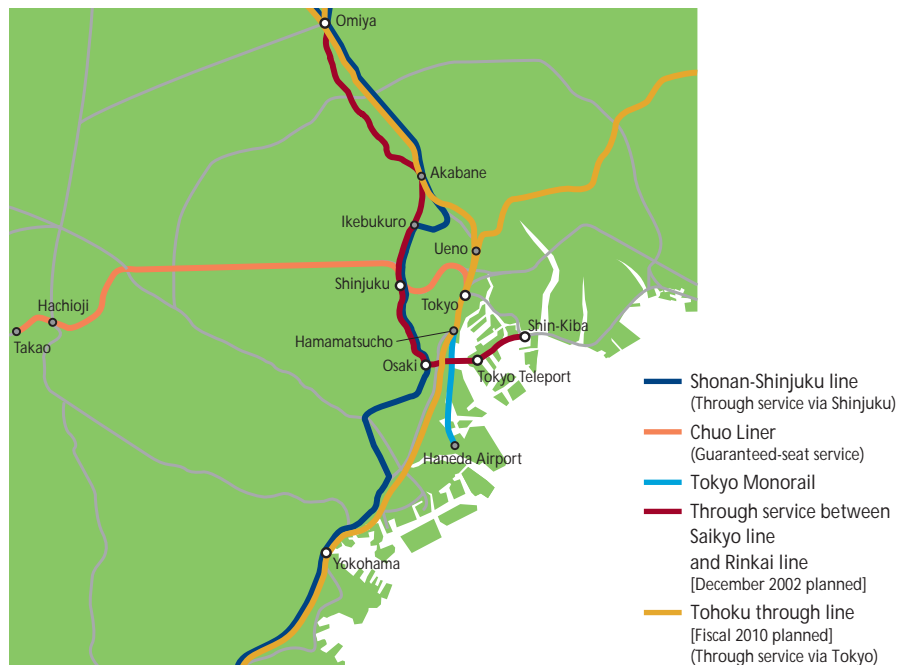 Omiya
Akabane
Ikebukuro
Ueno
Shinjuku
Tokyo
Hachioji
Takao
Hamamatsucho
Shin-Kiba
Osaki
Tokyo Teleport
Haneda Airport
Yokohama
Shonan-Shinjuku line
(Through service via Shinjuku)
Chuo Liner
(Guaranteed-seat service)
Tokyo Monorail
Through service between
Saikyo line
and Rinkai line
[December 2002 planned]
Tohoku through line
[Fiscal 2010 planned]
(Through service via Tokyo)